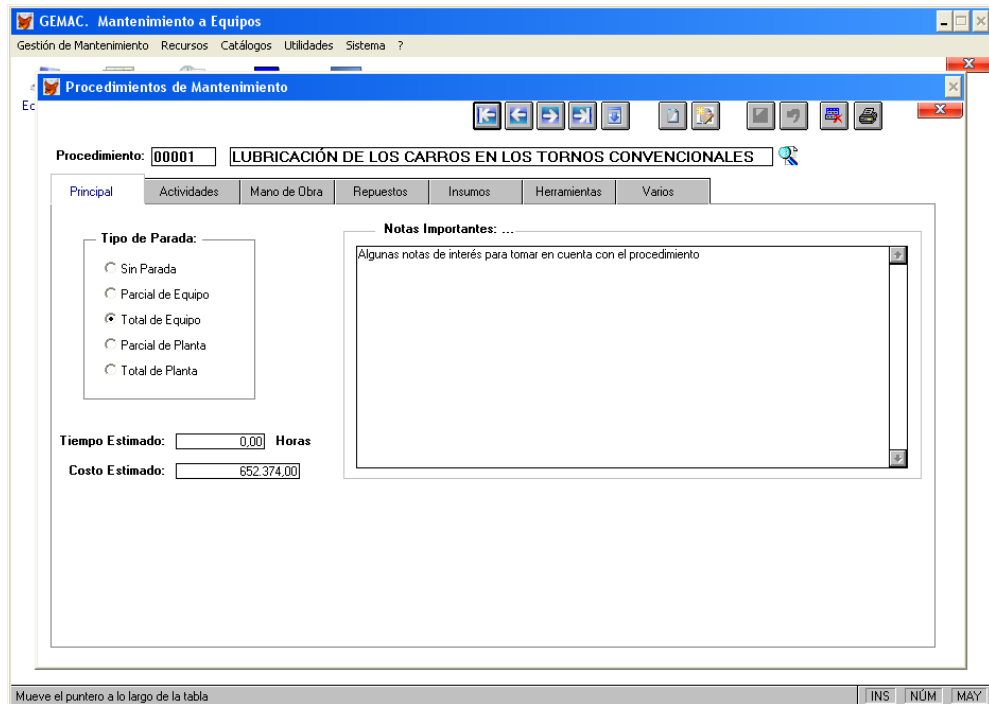 GEMAC. Mantenimiento a Equipos
Gestión de Mantenimiento Recursos Catálogos Utilidades Sistema ?
Procedimientos de Mantenimiento
Procedimiento: 00001 LUBRICACIÓN DE LOS CARROS EN LOS TORNOS CONVENCIONALES
Principal Actividades Mano de Obra Repuestos Insumos Herramientas Varios
Tipo de Parada:
Sin Parada
Parcial de Equipo
Total de Equipo
Parcial de Planta
Total de Planta
Tiempo Estimado: 0,00 Horas
Costo Estimado: 652.374,00
Notas Importantes: ...
Algunas notas de interés para tomar en cuenta con el procedimiento
Mueve el puntero a lo largo de la tabla INS NÚM MAY